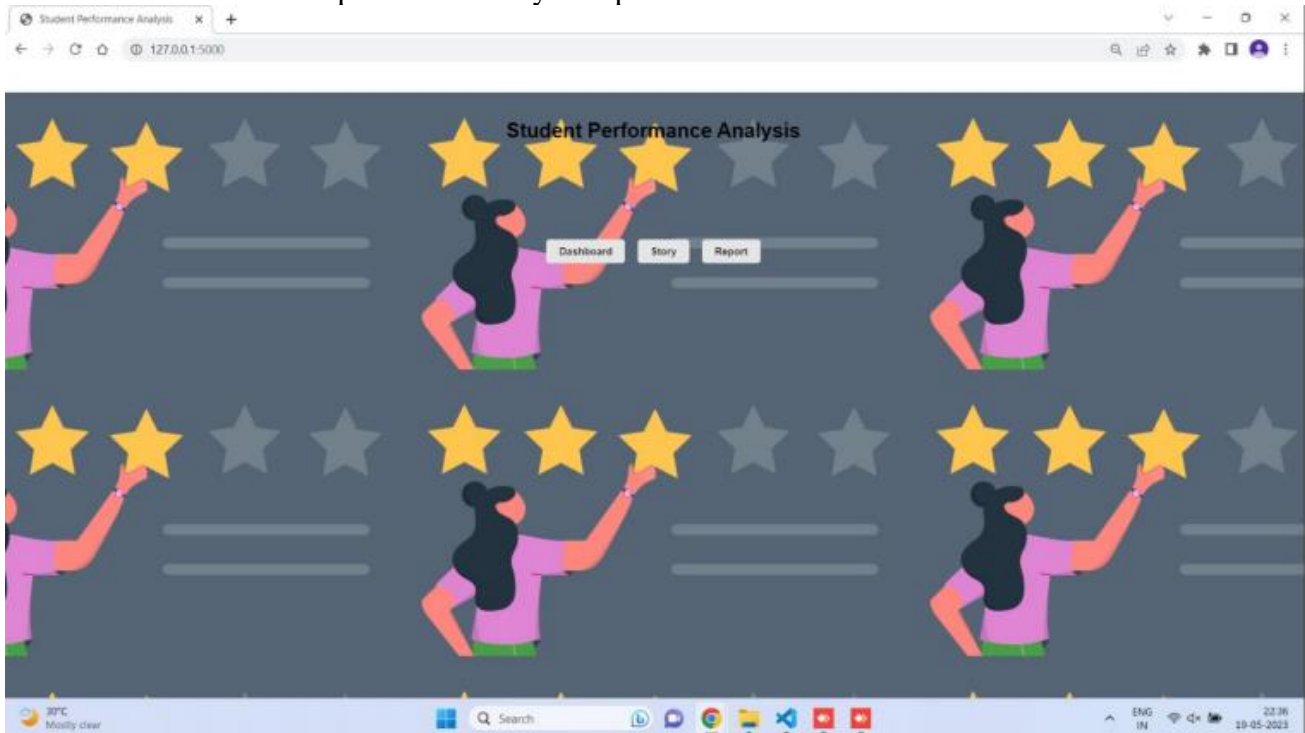 Student Performance Analysis
127.0.0.1:5000
Student Performance Analysis
Dashboard Story Report
30°C
Mostly clear
Search
ENG
IN
22:36
19-05-2023